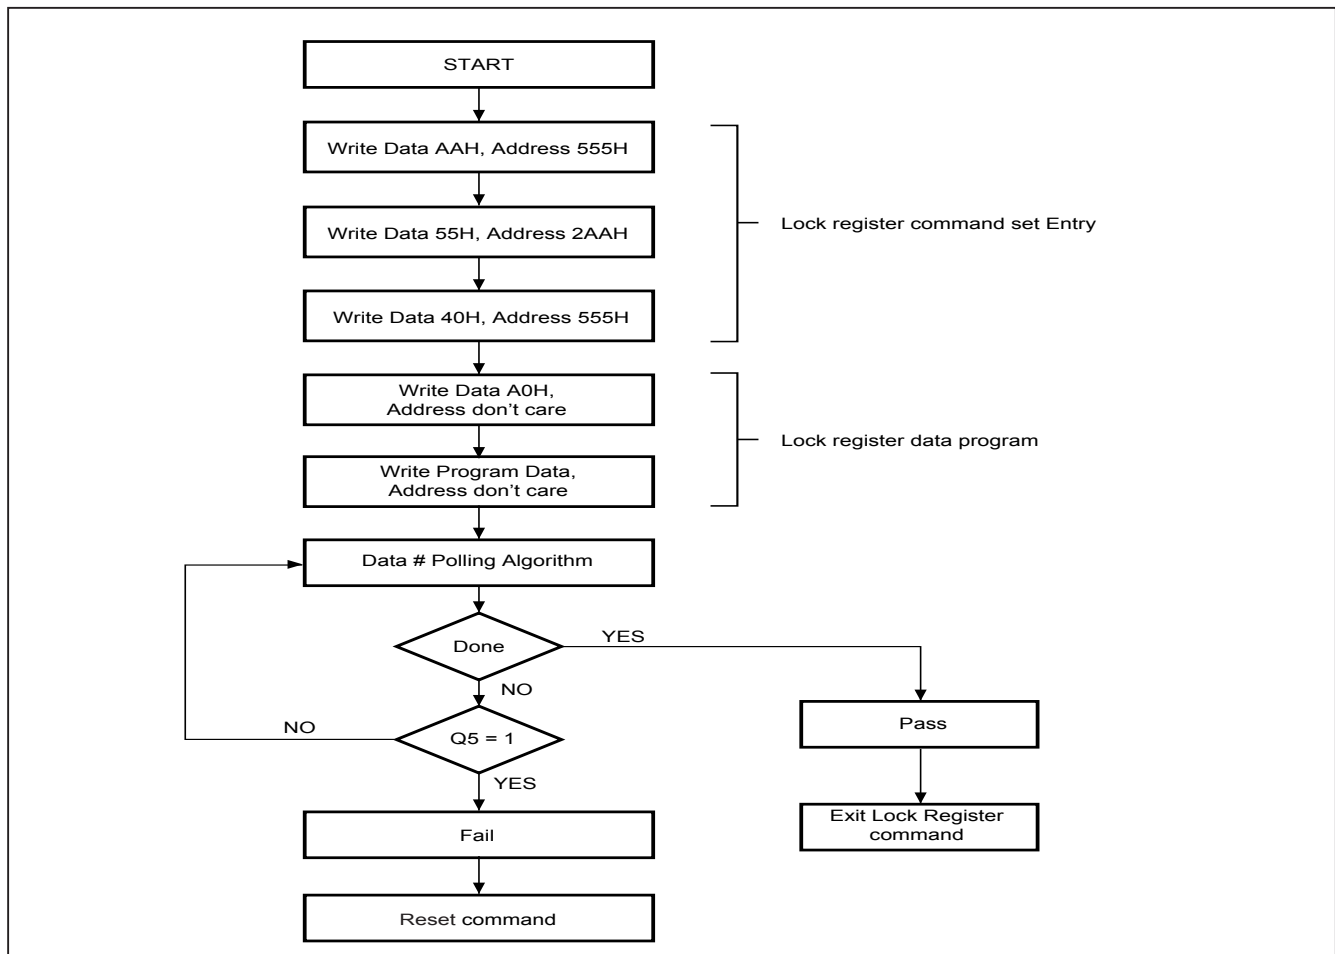 START
Write Data AAH, Address 555H
Write Data 55H, Address 2AAH
Lock register command set Entry
Write Data 40H, Address 555H
Write Data A0H,
Address don't care
Lock register data program
Write Program Data,
Address don't care
Data # Polling Algorithm
Done
YES
NO
Q5 = 1
NO
YES
Pass
Fail
Exit Lock Register
command
Reset command